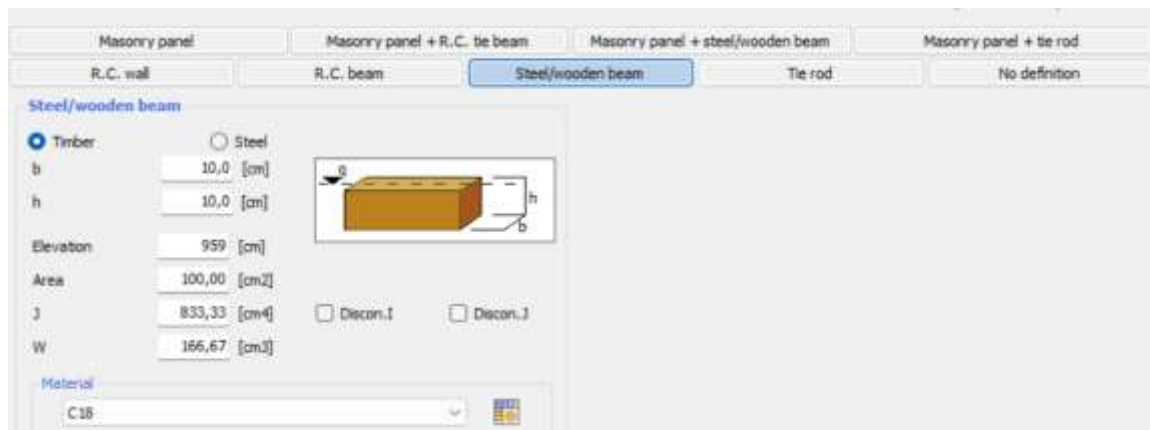 Masonry panel Masonry panel + R.C. tie beam Masonry panel + steel/wooden beam Masonry panel + tie rod
R.C. wall R.C. beam Steel/wooden beam Tie rod No definition
Steel/wooden beam
Timber Steel
b 10,0 [cm]
h 10,0 [cm]
q
h
b
Elevation 959 [cm]
Area 100,00 [cm2]
J 833,33 [cm4] Discon.I Discon.J
W 166,67 [cm3]
Material
C18